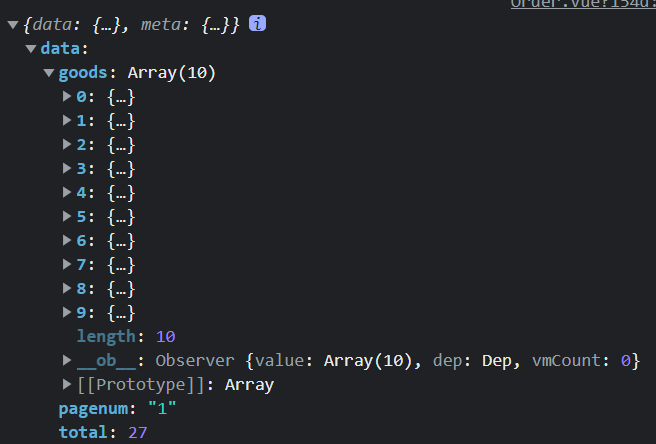 Order.vue?154d:
{data: {…}, meta: {…}} i
data:
goods: Array(10)
0: {…}
1: {…}
2: {…}
3: {…}
4: {…}
5: {…}
6: {…}
7: {…}
8: {…}
9: {…}
length: 10
__ob__: Observer {value: Array(10), dep: Dep, vmCount: 0}
[[Prototype]]: Array
pagenum: "1"
total: 27